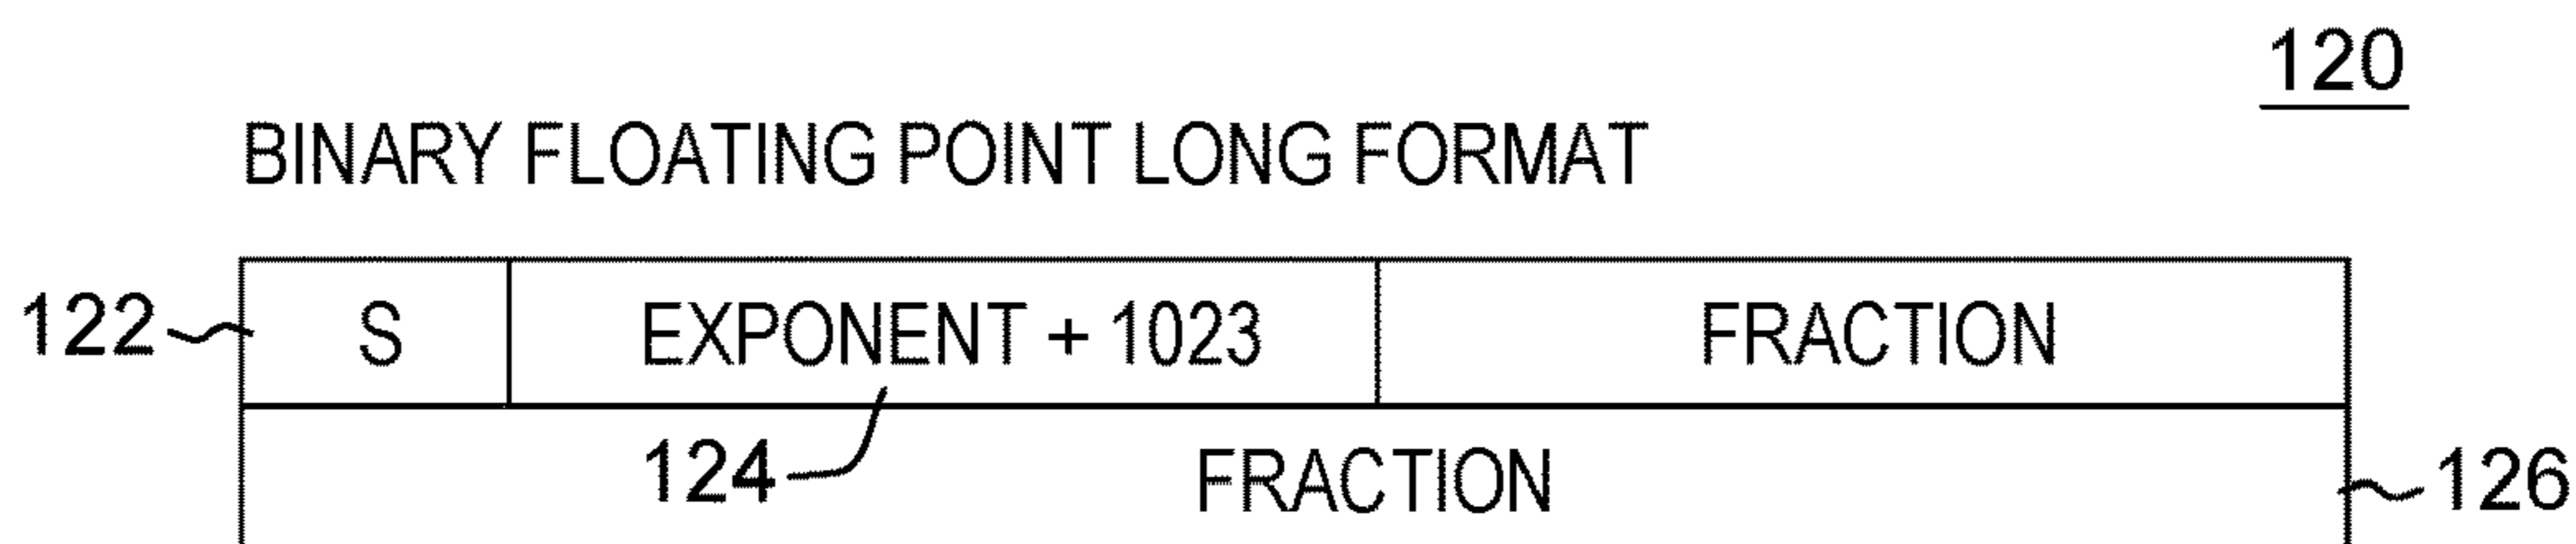 120
BINARY FLOATING POINT LONG FORMAT
122 S EXPONENT + 1023 FRACTION
124 FRACTION 126